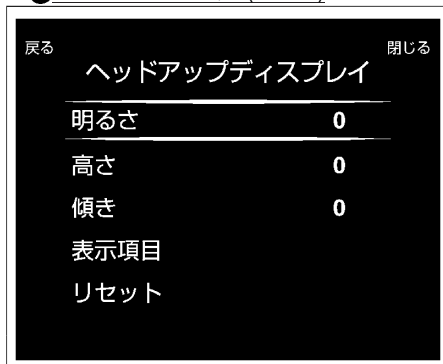 戻る
閉じる
ヘッドアップディスプレイ
明るさ 0
高さ 0
傾き 0
表示項目
リセット